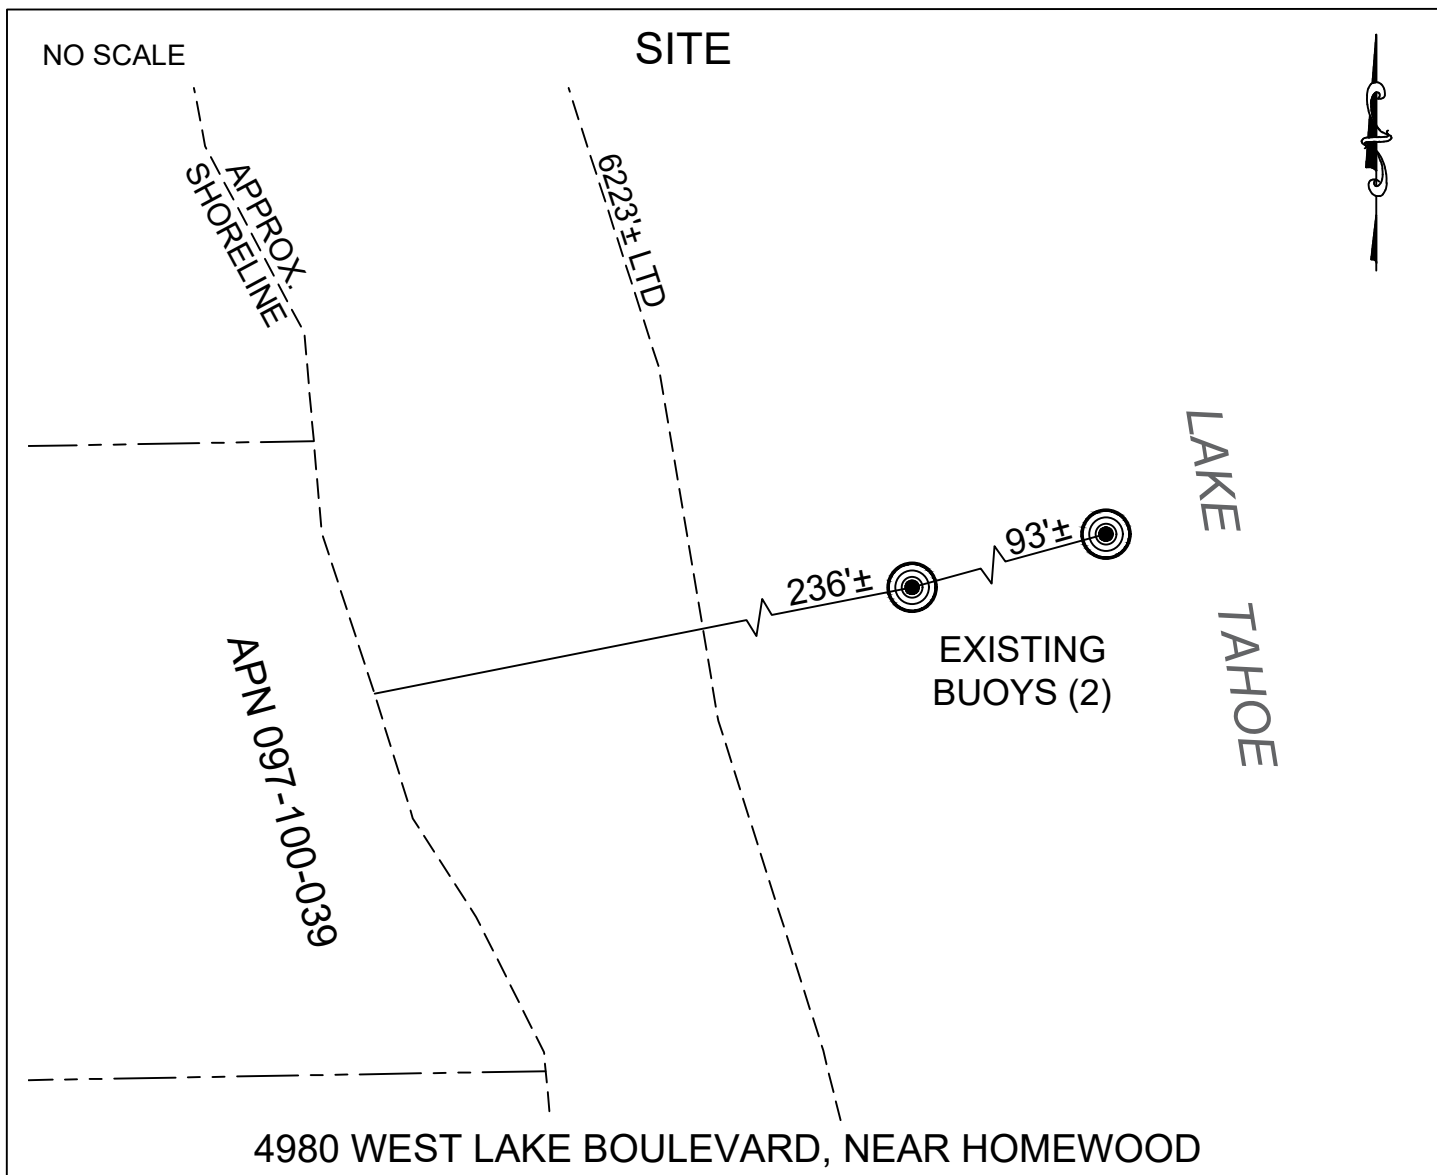 NO SCALE
SITE
APPROX.
SHORELINE
6223'± LTD
LAKE
TAHOE
93'±
236'±
EXISTING
BUOYS (2)
APN 097-100-039
4980 WEST LAKE BOULEVARD, NEAR HOMEWOOD